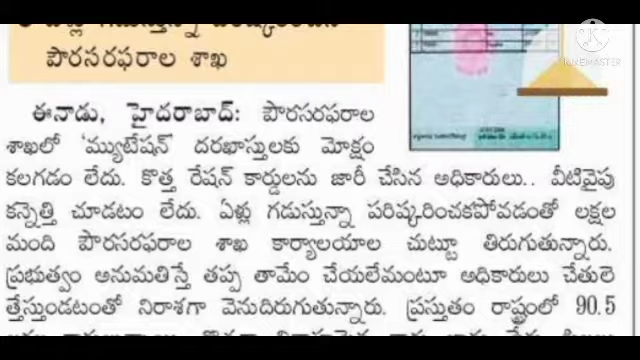 పౌరసరఫరాల శాఖ
KINEMASTER
ఈనాడు, హైదరాబాద్: పౌరసరఫరాల
శాఖలో ‘మ్యుటేషన్’ దరఖాస్తులకు మోక్షం
కలగడం లేదు. కొత్త రేషన్ కార్డులను జారీ చేసిన అధికారులు.. వీటివైపు
కన్నెత్తి చూడటం లేదు. ఏళ్లు గడుస్తున్నా పరిష్కరించకపోవడంతో లక్షల
మంది పౌరసరఫరాల శాఖ కార్యాలయాల చుట్టూ తిరుగుతున్నారు.
ప్రభుత్వం అనుమతిస్తే తప్ప తామేం చేయలేమంటూ అధికారులు చేతులె
త్తేస్తుండటంతో నిరాశగా వెనుదిరుగుతున్నారు. ప్రస్తుతం రాష్ట్రంలో 90.5